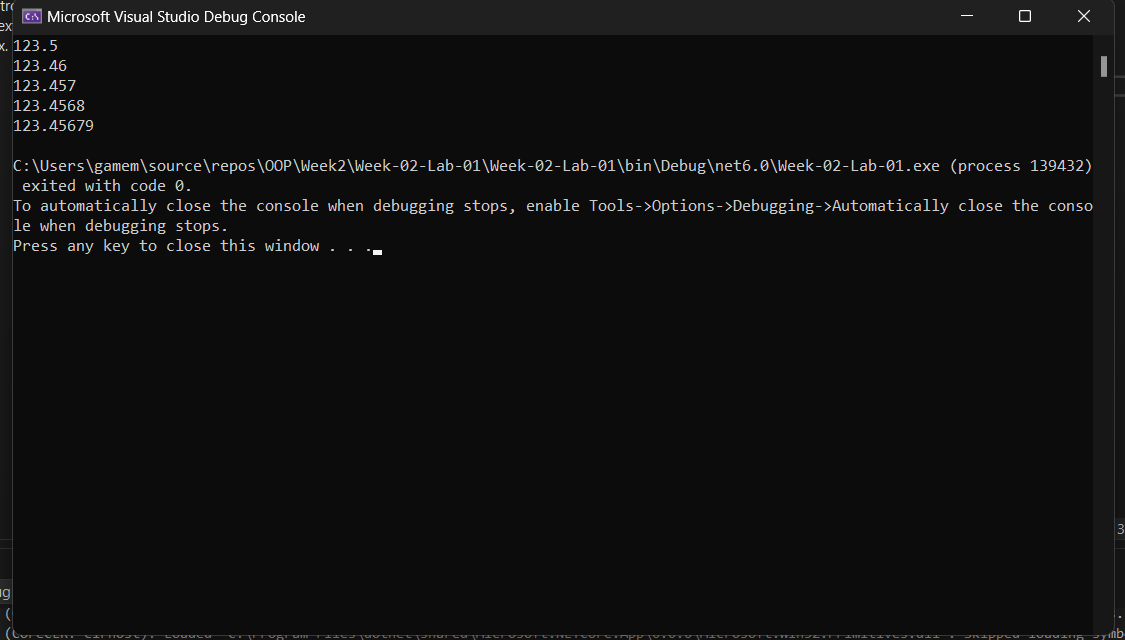 Microsoft Visual Studio Debug Console
123.5
123.46
123.457
123.4568
123.45679
C:\Users\gamem\source\repos\OOP\Week2\Week-02-Lab-01\Week-02-Lab-01\bin\Debug\net6.0\Week-02-Lab-01.exe (process 139432)
exited with code 0.
To automatically close the console when debugging stops, enable Tools->Options->Debugging->Automatically close the conso
le when debugging stops.
Press any key to close this window . . .